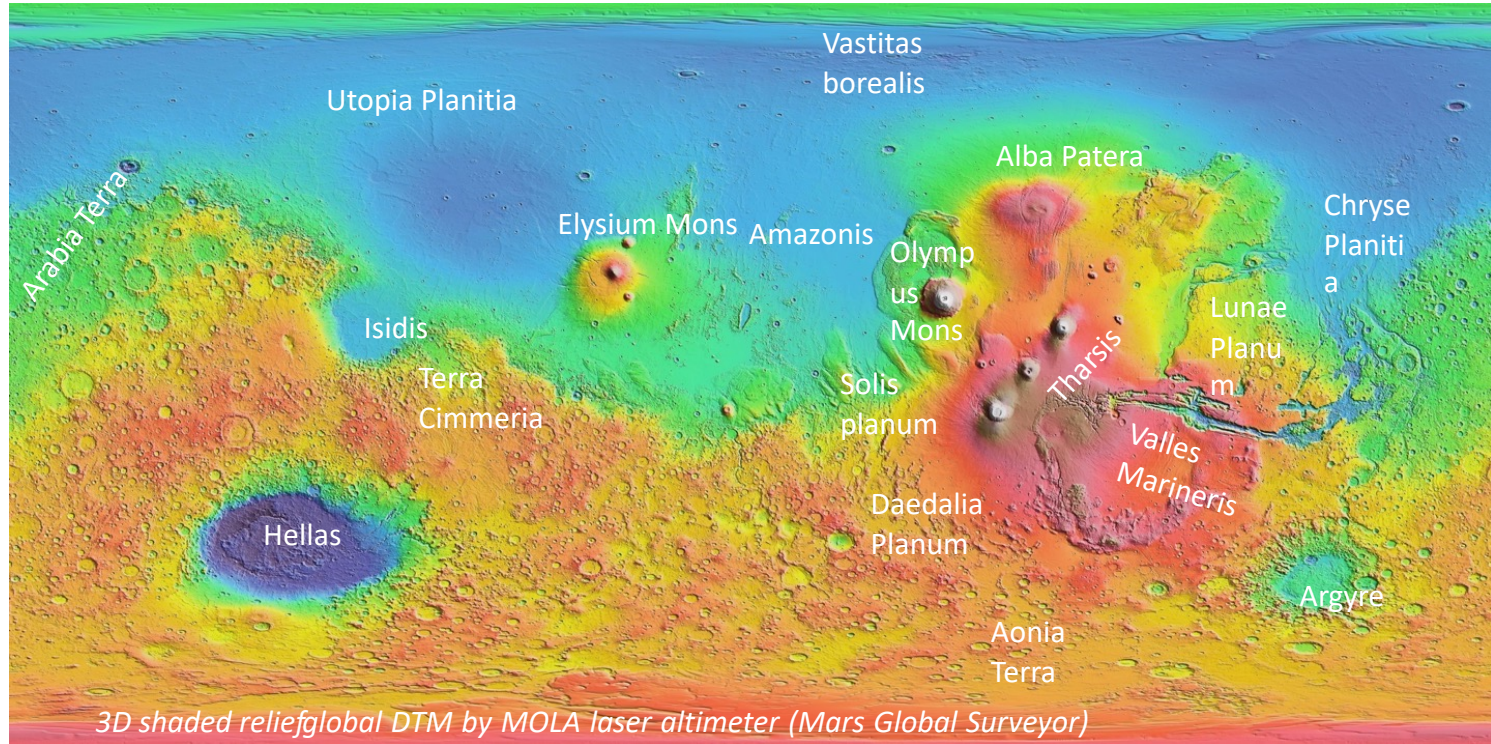 Vastitas
borealis
Utopia Planitia
Alba Patera
Arabia Terra
Elysium Mons
Amazonis
Olymp
us
Mons
Chryse
Planiti
a
Isidis
Lunae
Planu
m
Tharsis
Terra
Cimmeria
Solis
planum
Valles
Marineris
Daedalia
Planum
Hellas
Argyre
Aonia
Terra
3D shaded reliefglobal DTM by MOLA laser altimeter (Mars Global Surveyor)